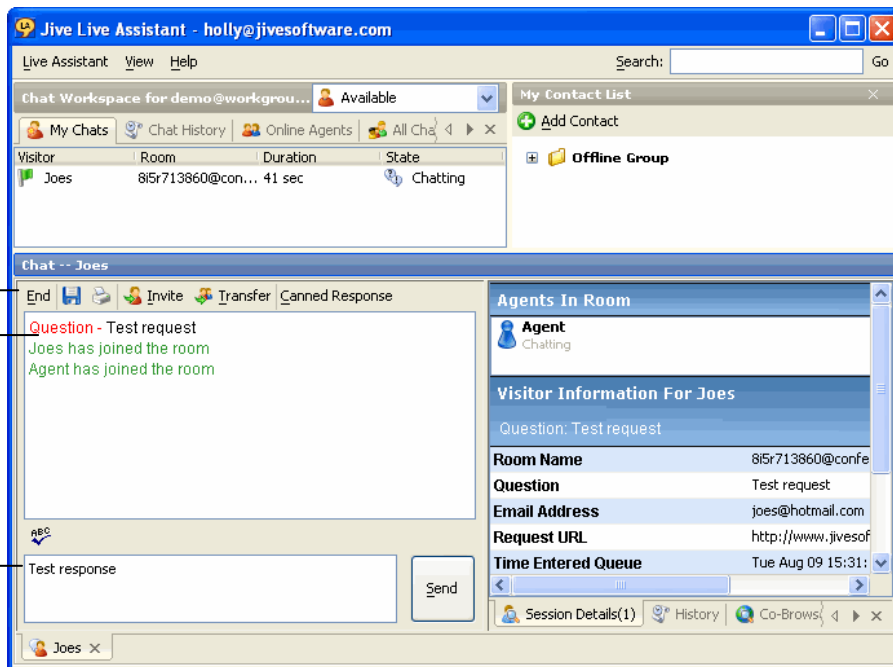 Jive Live Assistant - holly@jivesoftware.com
Live Assistant View Help Search: Go
Chat Workspace for demo@workgrou... Available
My Chats Chat History Online Agents All Cha
Visitor Room Duration State
Joes 8i5r713860@con... 41 sec Chatting
My Contact List
Add Contact
Offline Group
Chat -- Joes
End Invite Transfer Canned Response
Question - Test request
Joes has joined the room
Agent has joined the room
ABC
Test response
Send
Agents In Room
Agent
Chatting
Visitor Information For Joes
Question: Test request
Room Name 8i5r713860@confe
Question Test request
Email Address joes@hotmail.com
Request URL http://www.jivesof
Time Entered Queue Tue Aug 09 15:31:
Session Details(1) History Co-Brows
Joes